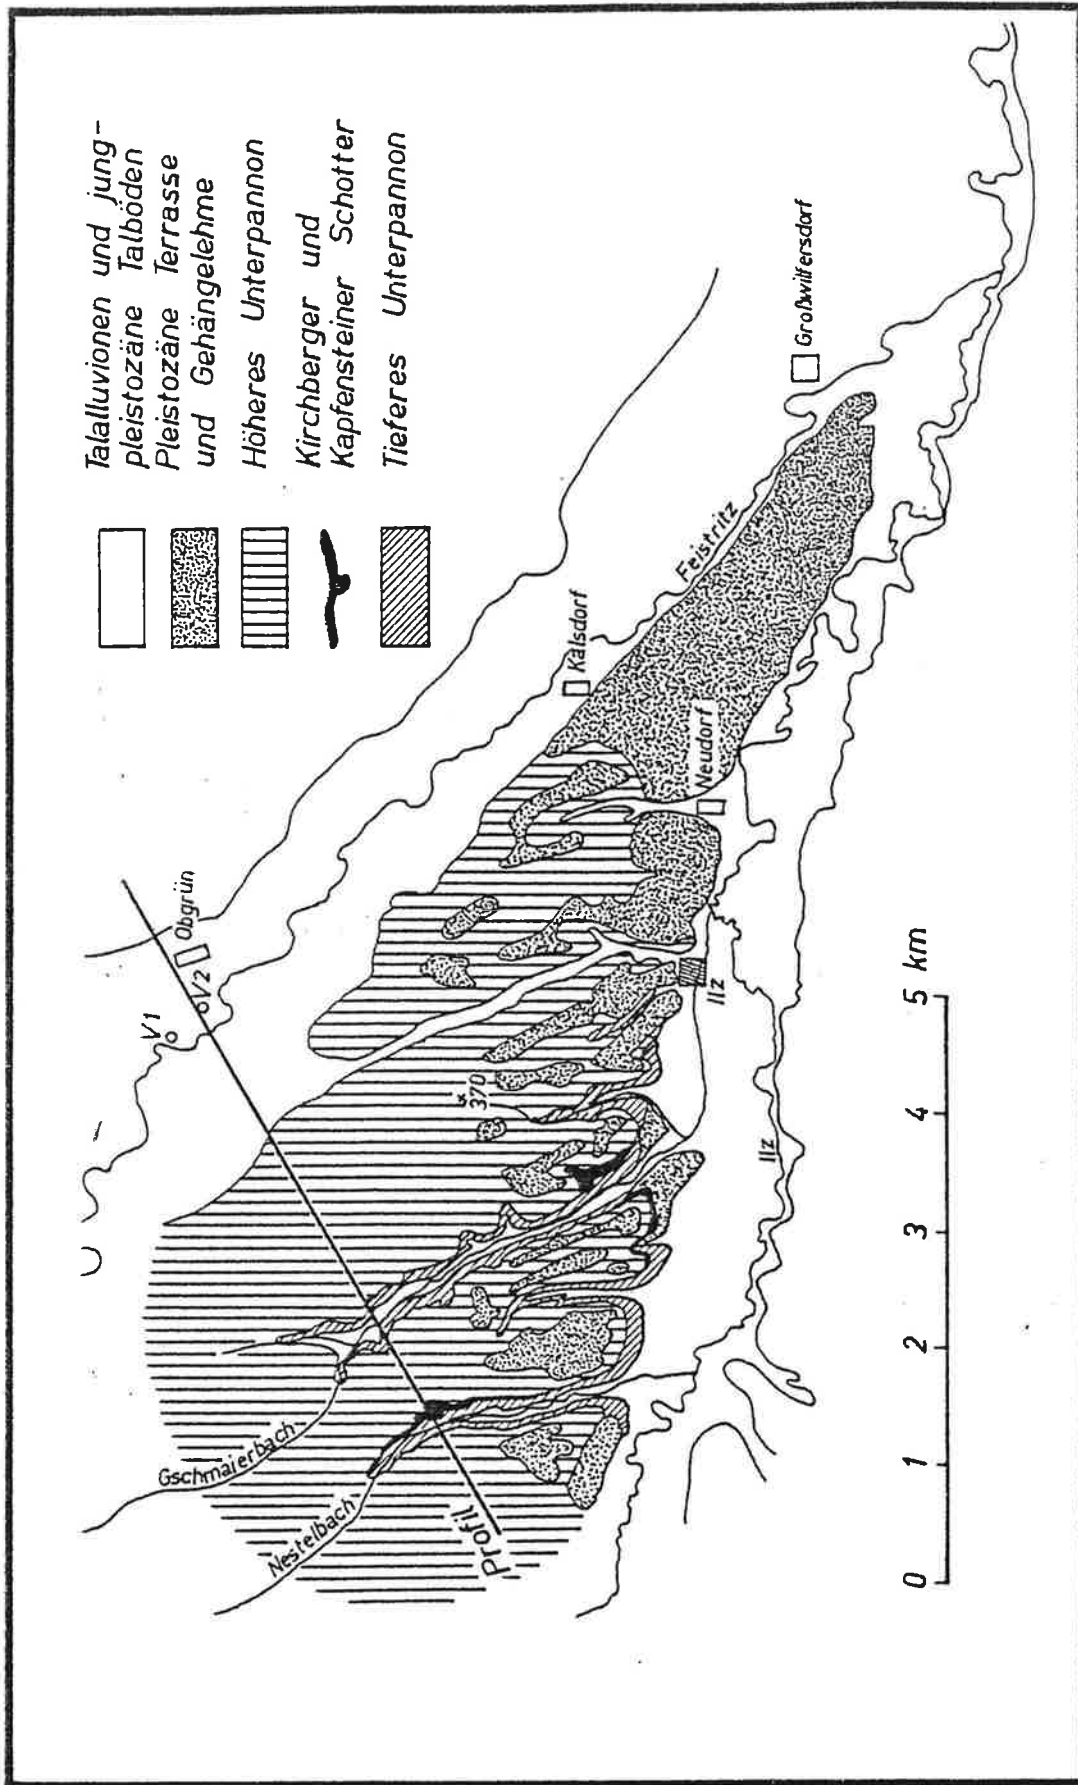 Talalluvionen und jung-
pleistozäne Talböden
Pleistozäne Terrasse
und Gehängelehme
Höheres Unterpannon
Kirchberger und
Kapfensteiner Schotter
Tieferes Unterpannon
V1
V2
Obgrün
Kalsdorf
Feistritz
Großwilfersdorf
Neudorf
Ilz
Ilz
370
Gschmaierbach
Nestelbach
Profil
0 1 2 3 4 5 km